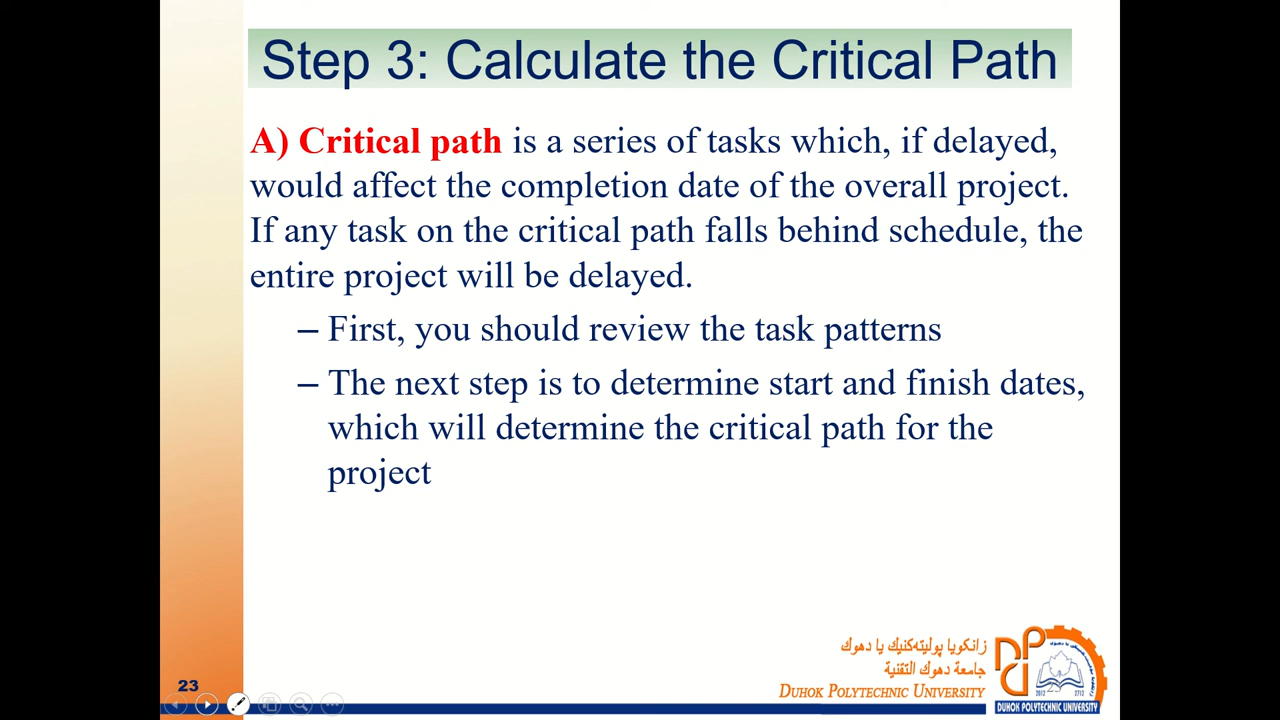 Step 3: Calculate the Critical Path
A) Critical path is a series of tasks which, if delayed,
would affect the completion date of the overall project.
If any task on the critical path falls behind schedule, the
entire project will be delayed.
– First, you should review the task patterns
– The next step is to determine start and finish dates,
which will determine the critical path for the
project
زانكويا پوليتەكنيك يا دهوك
جامعة دهوك التقنية
DUHOK POLYTECHNIC UNIVERSITY
DPU
2012 2712
DUHOK POLYTECHNIC UNIVERSITY
23